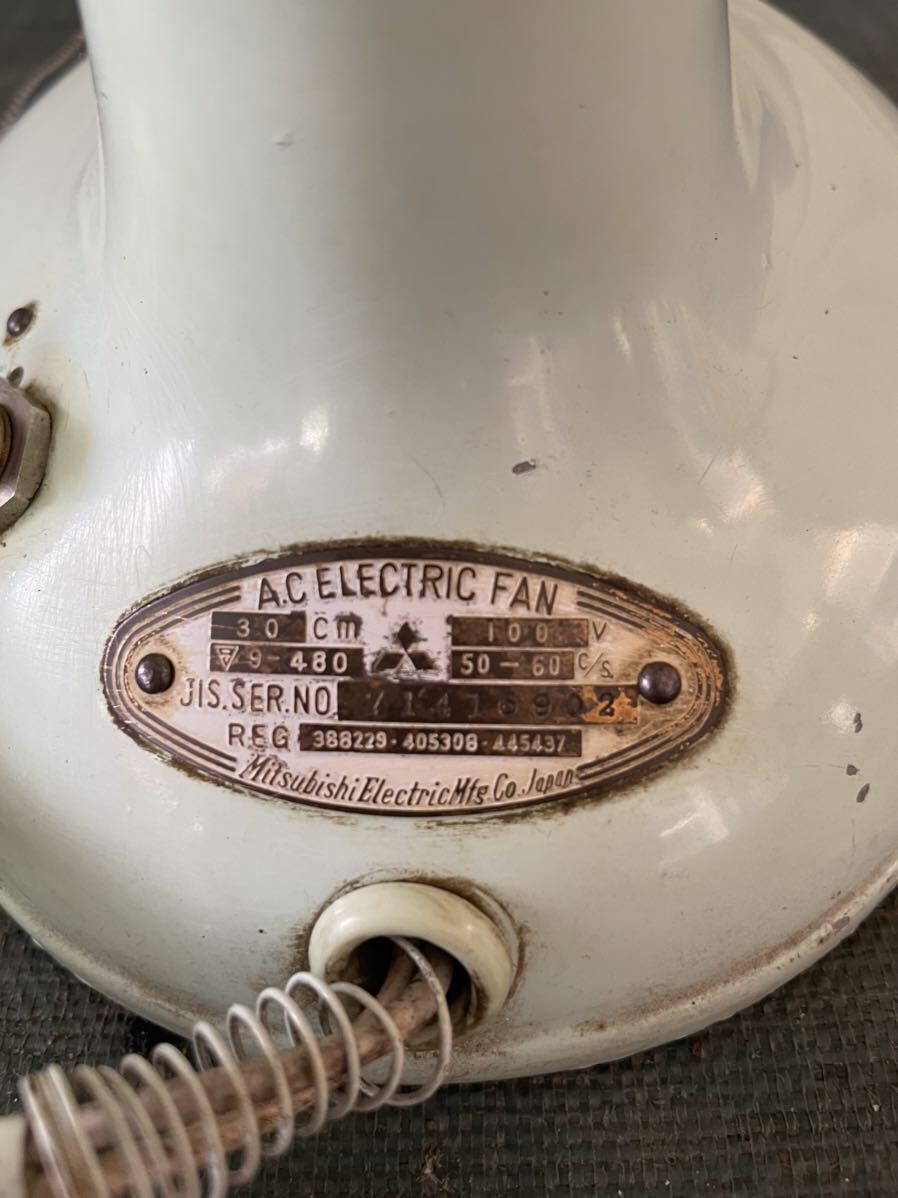 A.C ELECTRIC FAN
30 cm 100 V
9-480 50-60 C/S.
JIS.SER.NO 71416902
REG 388229-405308-445437
Mitsubishi Electric Mfg. Co. Japan